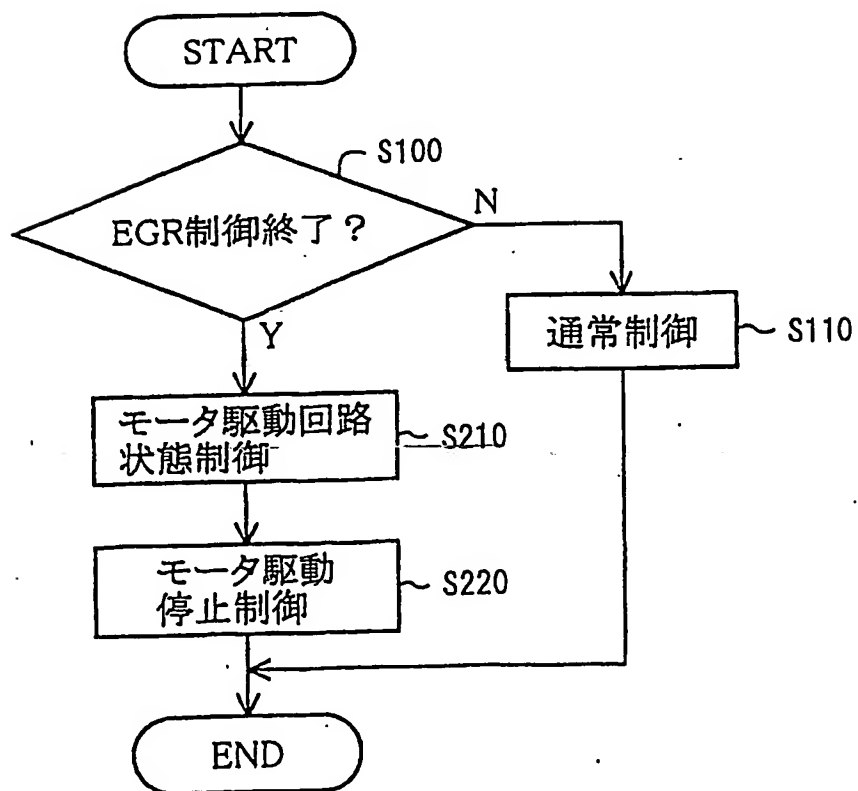 START
S100
EGR制御終了？
N
Y
通常制御
S110
モータ駆動回路
状態制御
S210
モータ駆動
停止制御
S220
END